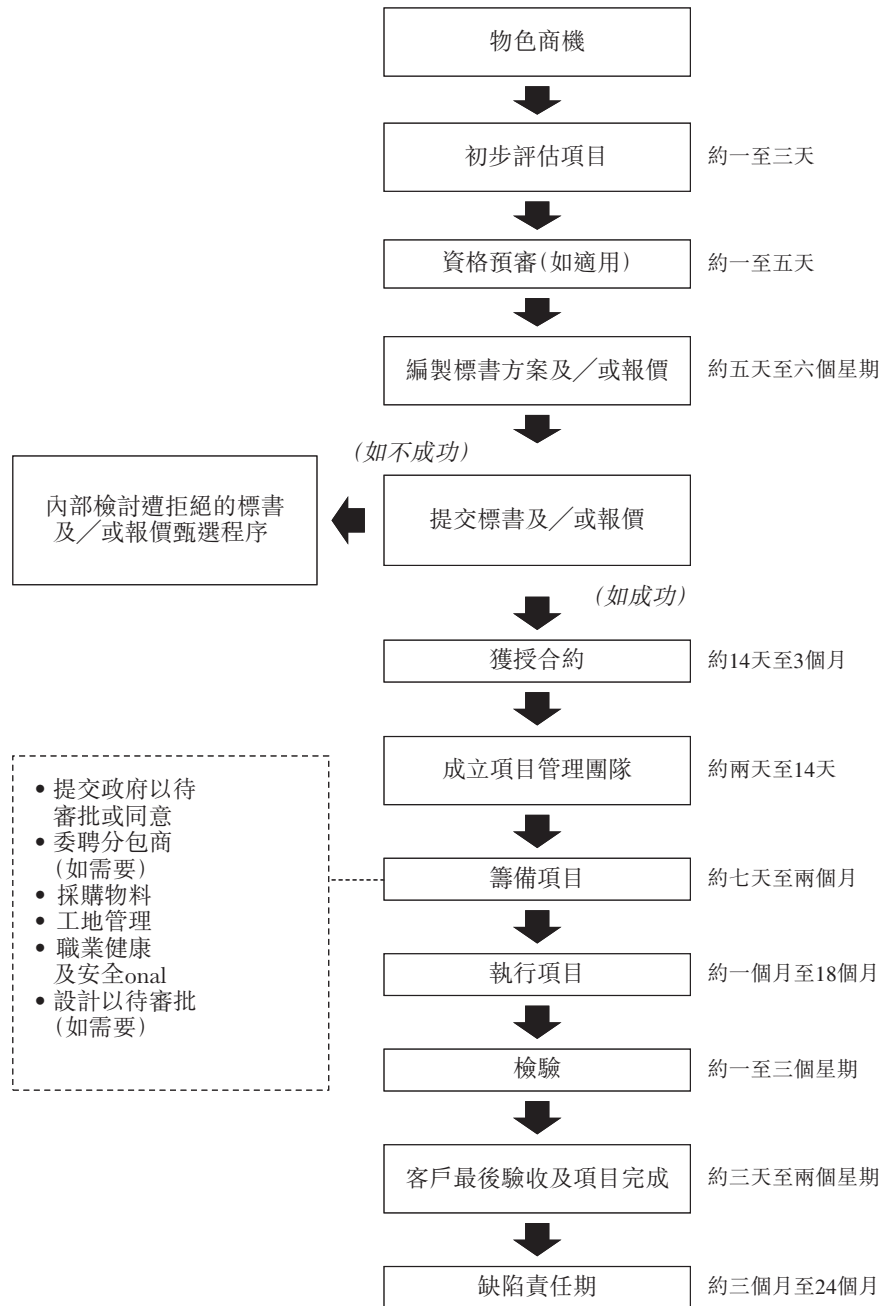 物色商機
初步評估項目
約一至三天
資格預審(如適用)
約一至五天
編製標書方案及╱或報價
約五天至六個星期
(如不成功)
內部檢討遭拒絕的標書
及╱或報價甄選程序
提交標書及╱或報價
(如成功)
獲授合約
約14天至3個月
成立項目管理團隊
約兩天至14天
• 提交政府以待
審批或同意
• 委聘分包商
(如需要)
• 採購物料
• 工地管理
• 職業健康
及安全onal
• 設計以待審批
(如需要)
籌備項目
約七天至兩個月
執行項目
約一個月至18個月
檢驗
約一至三個星期
客戶最後驗收及項目完成
約三天至兩個星期
缺陷責任期
約三個月至24個月